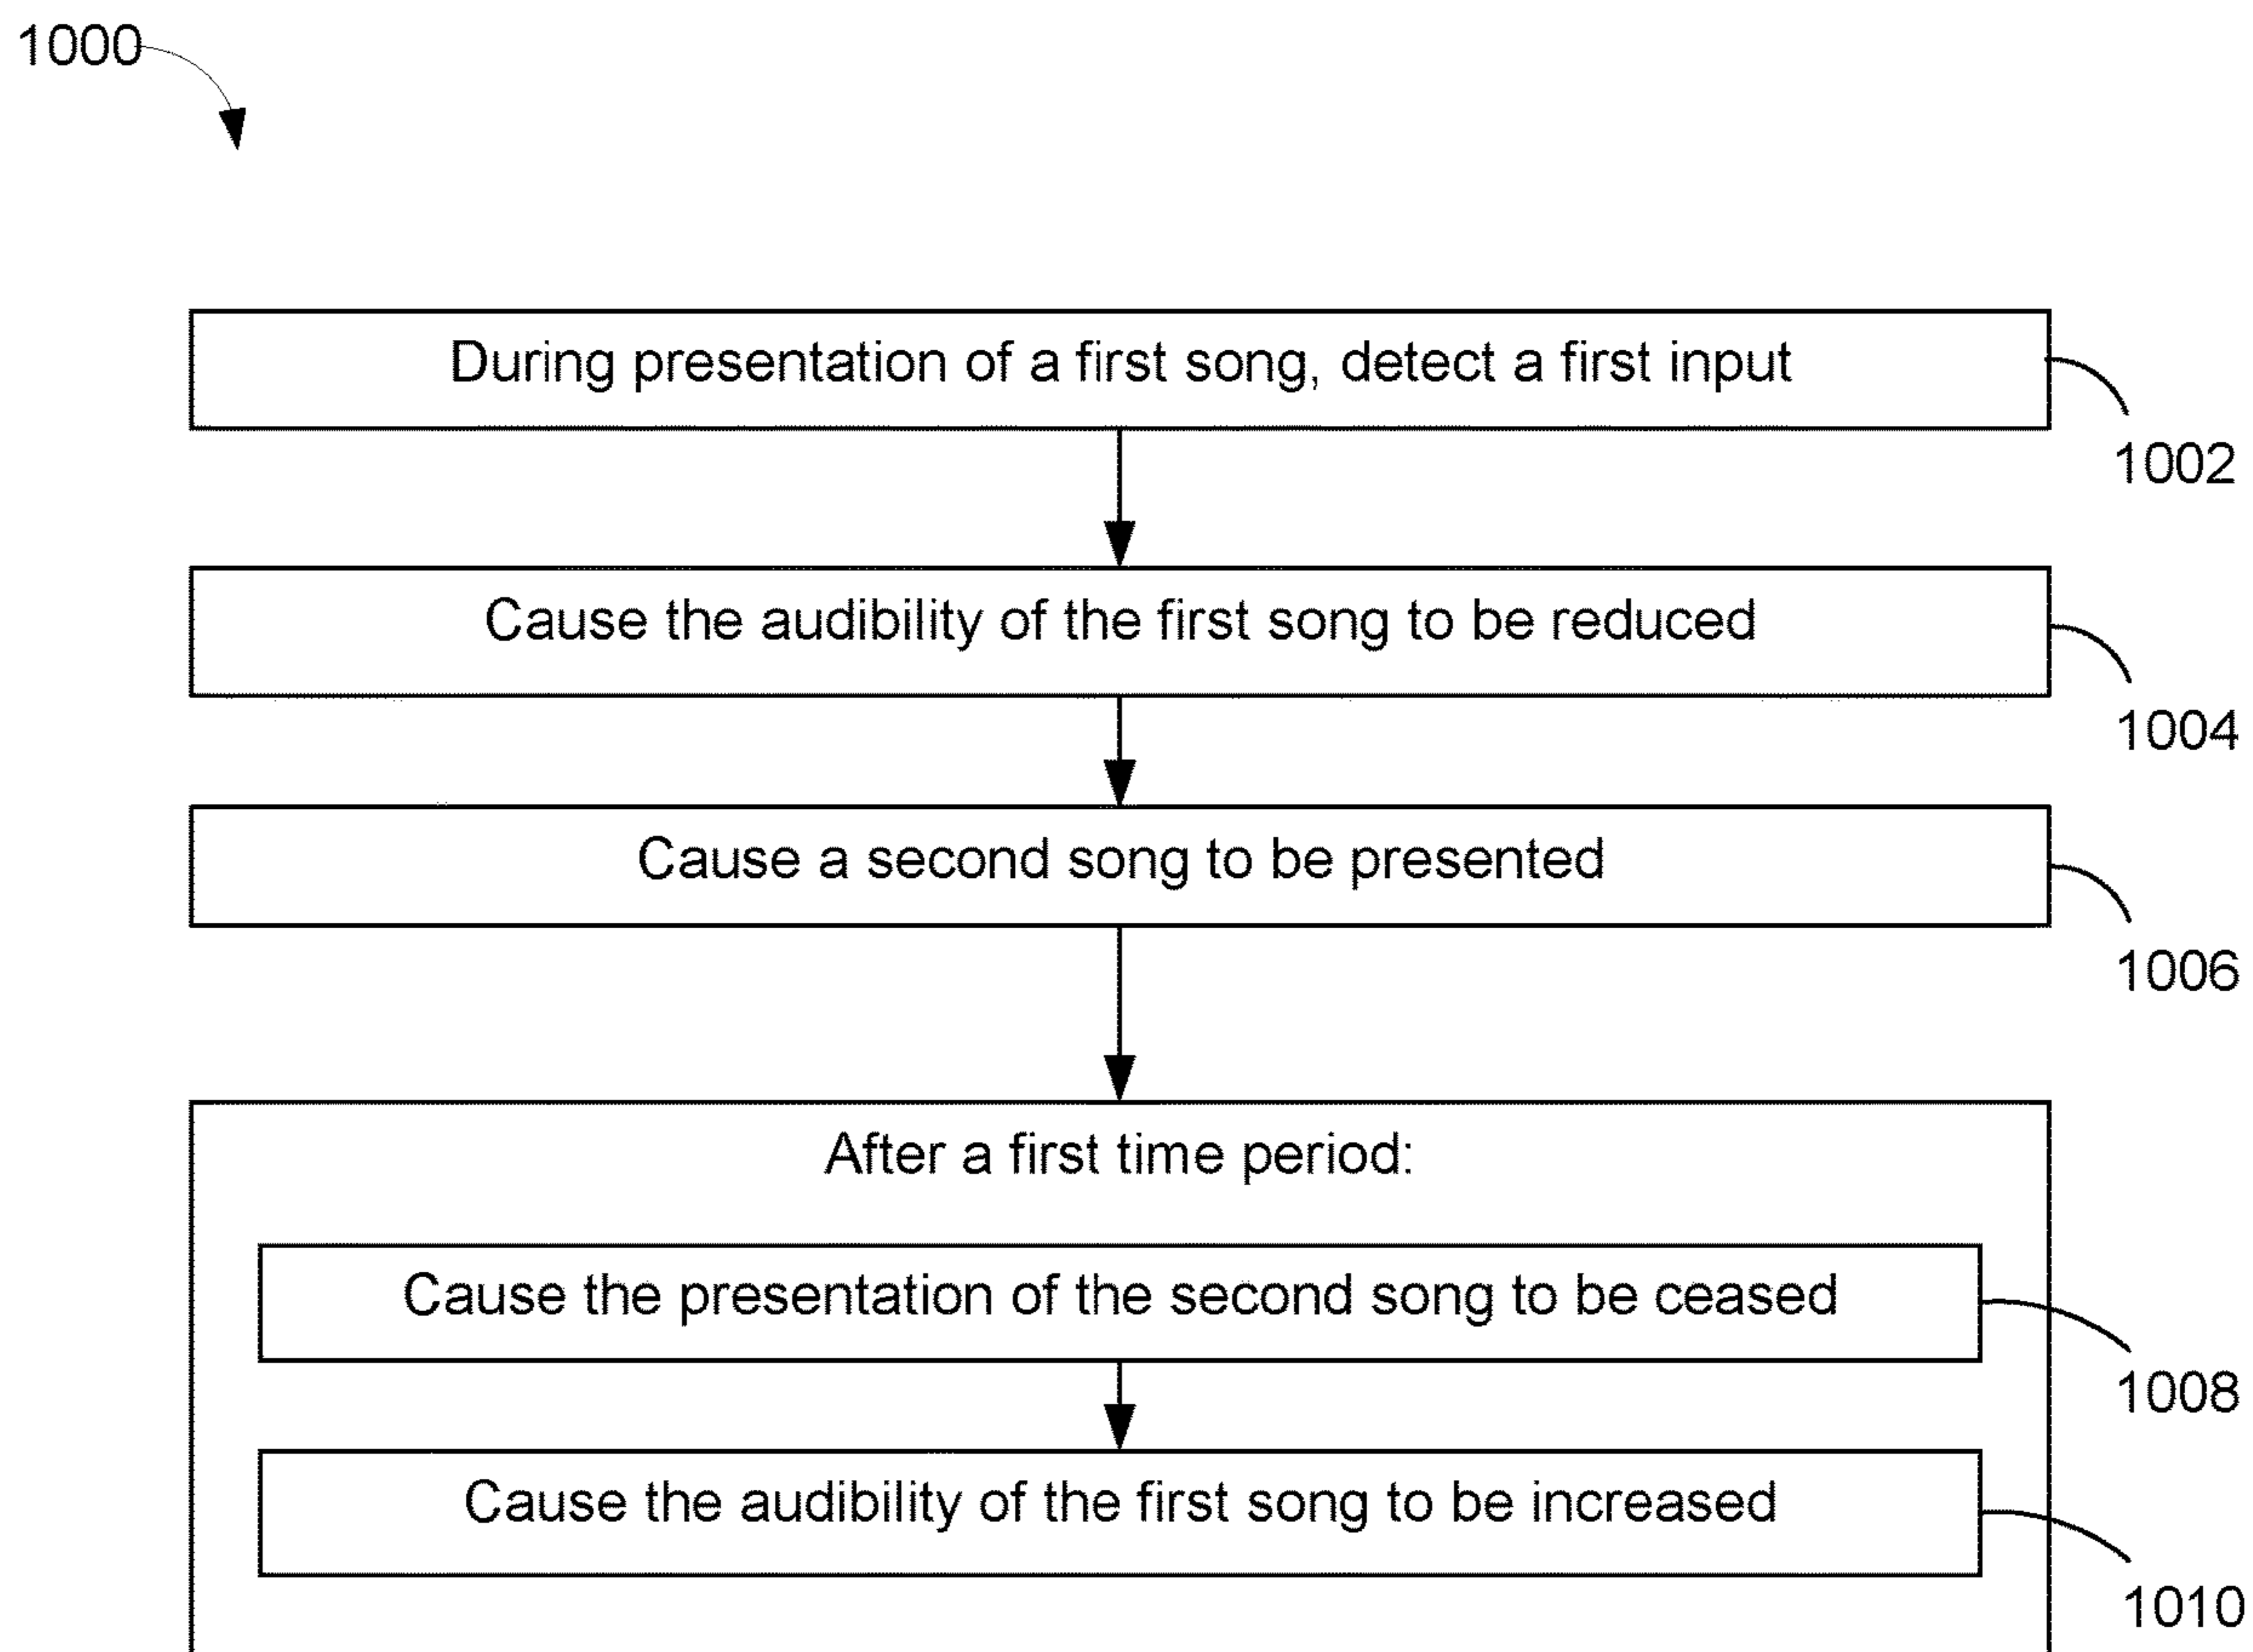 1000
During presentation of a first song, detect a first input
1002
Cause the audibility of the first song to be reduced
1004
Cause a second song to be presented
1006
After a first time period:
Cause the presentation of the second song to be ceased
1008
Cause the audibility of the first song to be increased
1010